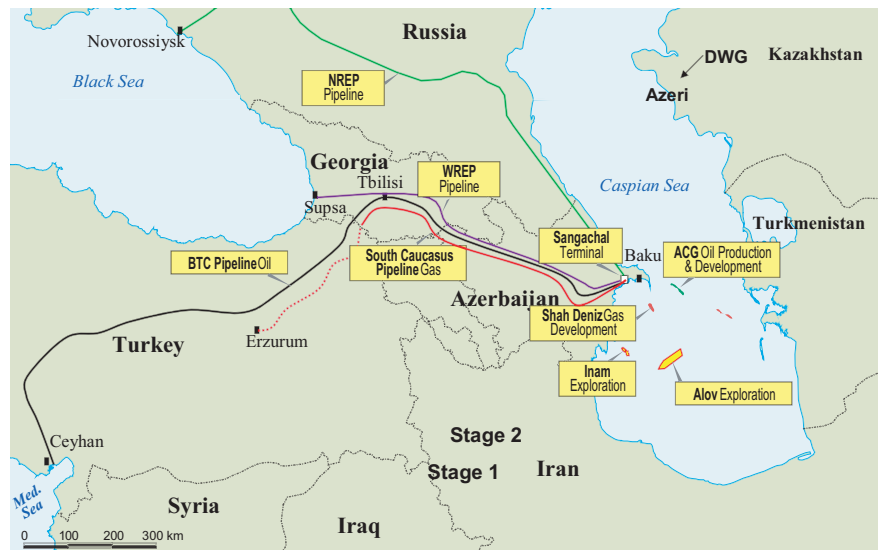 Russia
Novorossiysk
Kazakhstan
DWG
Black Sea
NREP
Pipeline
Azeri
Georgia
WREP
Pipeline
Tbilisi
Caspian Sea
Supsa
Turkmenistan
Sangachal
Terminal
Baku
ACG Oil Production
& Development
BTC Pipeline Oil
South Caucasus
Pipeline Gas
Azerbaijan
Shah Deniz Gas
Development
Turkey
Erzurum
Inam
Exploration
Alov Exploration
Stage 2
Ceyhan
Stage 1
Iran
Med.
Sea
Syria
Iraq
0 100 200 300 km